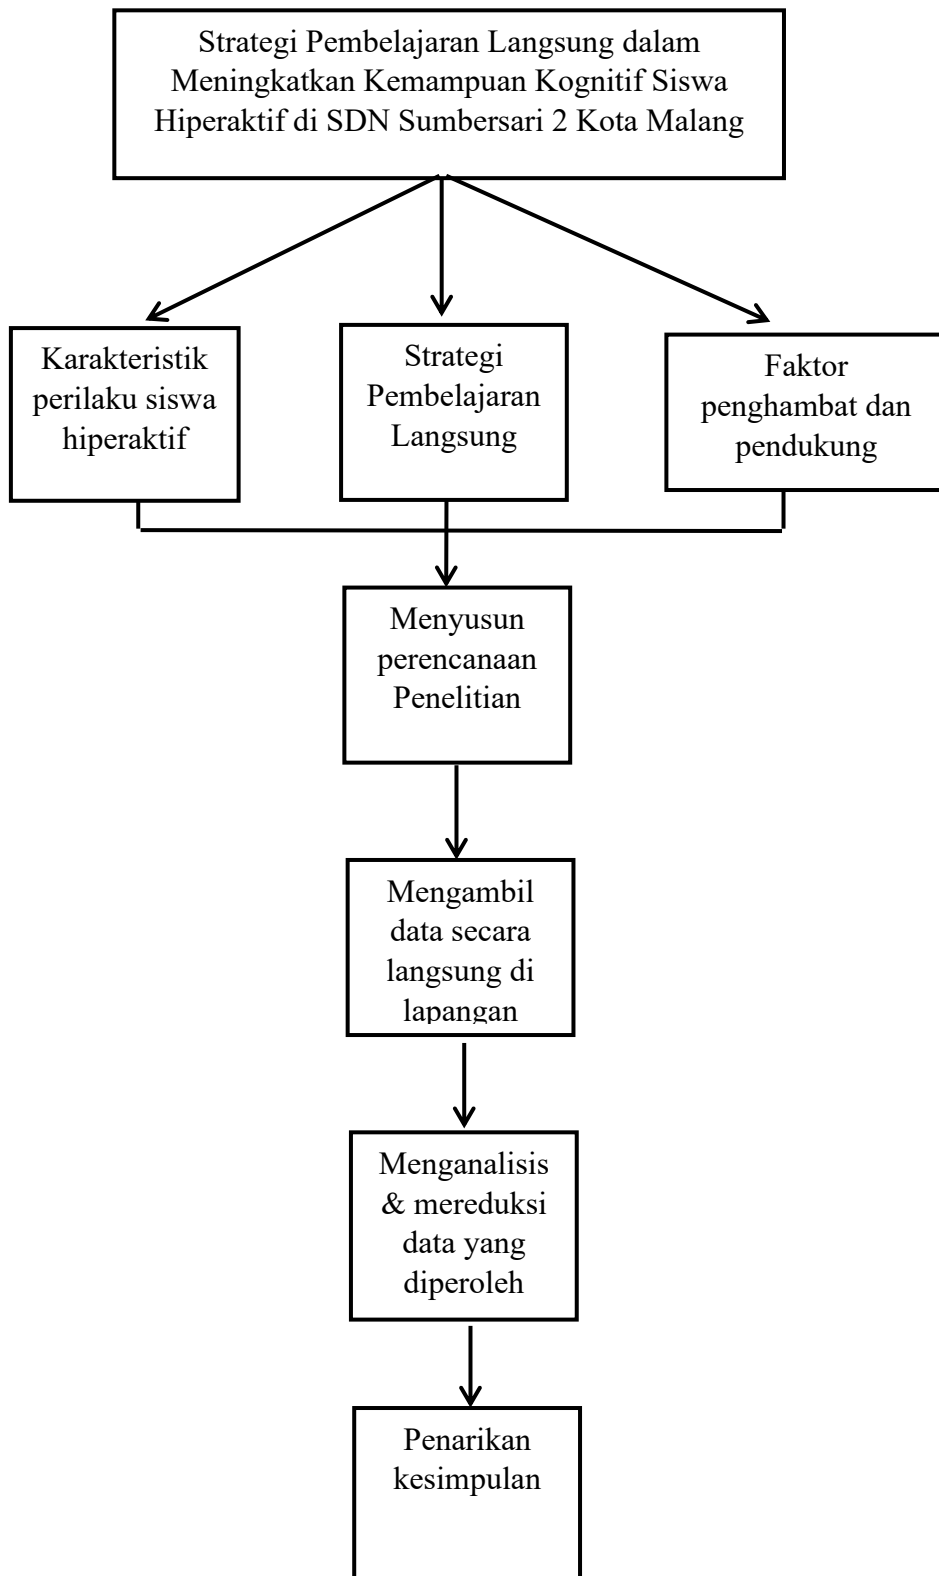 Strategi Pembelajaran Langsung dalam
Meningkatkan Kemampuan Kognitif Siswa
Hiperaktif di SDN Sumbersari 2 Kota Malang
Karakteristik
perilaku siswa
hiperaktif
Strategi
Pembelajaran
Langsung
Faktor
penghambat dan
pendukung
Menyusun
perencanaan
Penelitian
Mengambil
data secara
langsung di
lapangan
Menganalisis
& mereduksi
data yang
diperoleh
Penarikan
kesimpulan